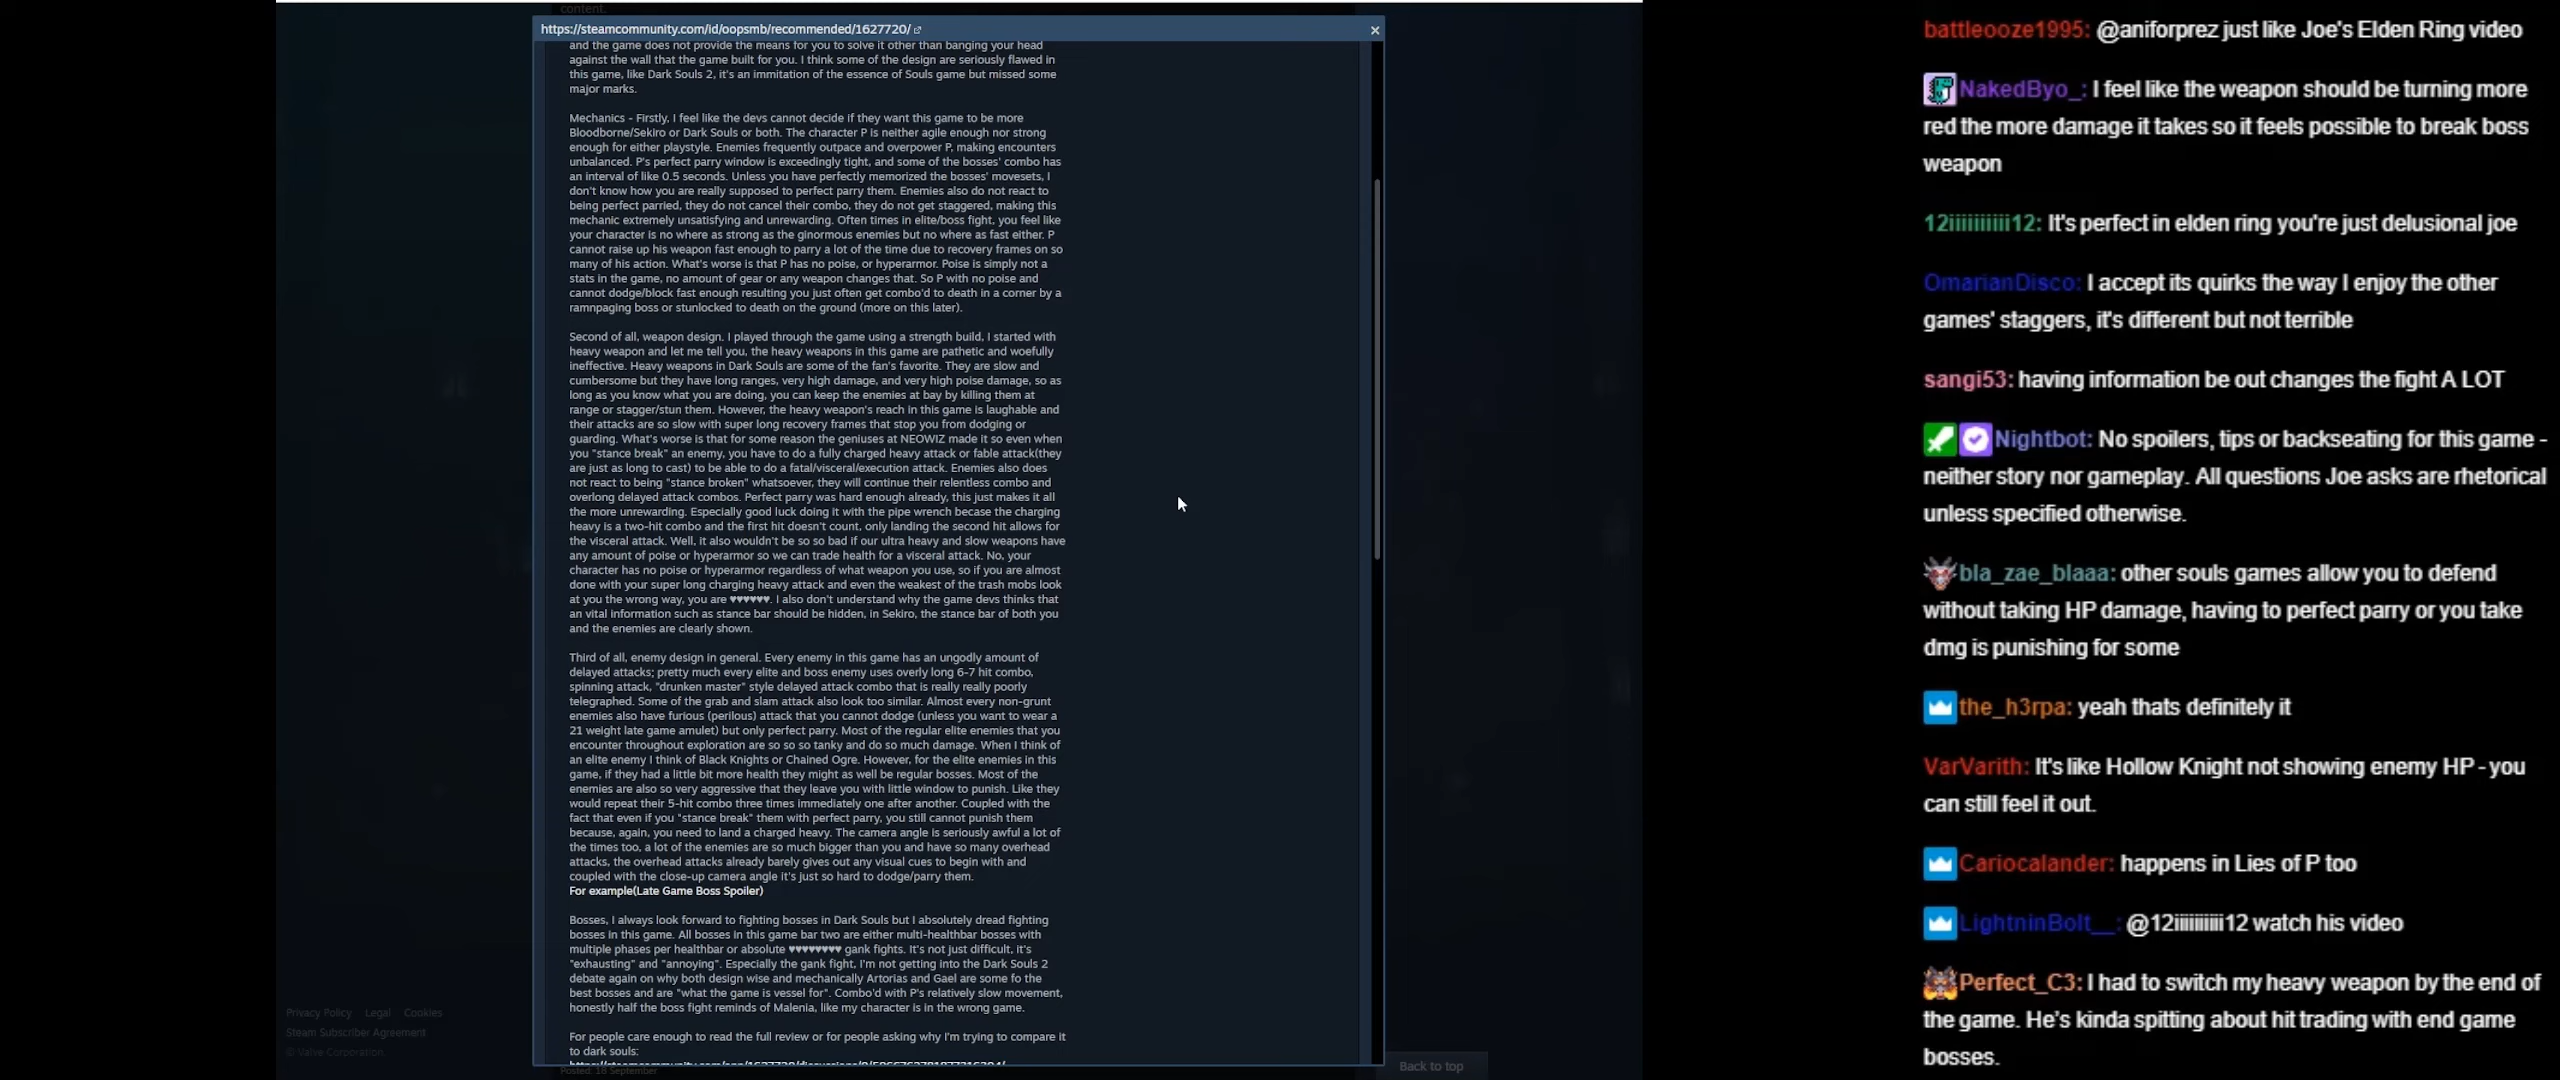 content.
https://steamcommunity.com/id/oopsmb/recommended/1627720/
and the game does not provide the means for you to solve it other than banging your head
against the wall that the game built for you. I think some of the design are seriously flawed in
this game, like Dark Souls 2, it's an immitation of the essence of Souls game but missed some
major marks.
Mechanics - Firstly, I feel like the devs cannot decide if they want this game to be more
Bloodborne/Sekiro or Dark Souls or both. The character P is neither agile enough nor strong
enough for either playstyle. Enemies frequently outpace and overpower P, making encounters
unbalanced. P's perfect parry window is exceedingly tight, and some of the bosses' combo has
an interval of like 0.5 seconds. Unless you have perfectly memorized the bosses' movesets, I
don't know how you are really supposed to perfect parry them. Enemies also do not react to
being perfect parried, they do not cancel their combo, they do not get staggered, making this
mechanic extremely unsatisfying and unrewarding. Often times in elite/boss fight, you feel like
your character is no where as strong as the ginormous enemies but no where as fast either. P
cannot raise up his weapon fast enough to parry a lot of the time due to recovery frames on so
many of his action. What's worse is that P has no poise, or hyperarmor. Poise is simply not a
stats in the game, no amount of gear or any weapon changes that. So P with no poise and
cannot dodge/block fast enough resulting you just often get combo'd to death in a corner by a
ramnpaging boss or stunlocked to death on the ground (more on this later).
Second of all, weapon design. I played through the game using a strength build, I started with
heavy weapon and let me tell you, the heavy weapons in this game are pathetic and woefully
ineffective. Heavy weapons in Dark Souls are some of the fan's favorite. They are slow and
cumbersome but they have long ranges, very high damage, and very high poise damage, so as
long as you know what you are doing, you can keep the enemies at bay by killing them at
range or stagger/stun them. However, the heavy weapon's reach in this game is laughable and
their attacks are so slow with super long recovery frames that stop you from dodging or
guarding. What's worse is that for some reason the geniuses at NEOWIZ made it so even when
you "stance break" an enemy, you have to do a fully charged heavy attack or fable attack(they
are just as long to cast) to be able to do a fatal/visceral/execution attack. Enemies also does
not react to being "stance broken" whatsoever, they will continue their relentless combo and
overlong delayed attack combos. Perfect parry was hard enough already, this just makes it all
the more unrewarding. Especially good luck doing it with the pipe wrench becase the charging
heavy is a two-hit combo and the first hit doesn't count, only landing the second hit allows for
the visceral attack. Well, it also wouldn't be so so bad if our ultra heavy and slow weapons have
any amount of poise or hyperarmor so we can trade health for a visceral attack. No, your
character has no poise or hyperarmor regardless of what weapon you use, so if you are almost
done with your super long charging heavy attack and even the weakest of the trash mobs look
at you the wrong way, you are ♥♥♥♥♥♥. I also don't understand why the game devs thinks that
an vital information such as stance bar should be hidden, in Sekiro, the stance bar of both you
and the enemies are clearly shown.
Third of all, enemy design in general. Every enemy in this game has an ungodly amount of
delayed attacks; pretty much every elite and boss enemy uses overly long 6-7 hit combo,
spinning attack, "drunken master" style delayed attack combo that is really really poorly
telegraphed. Some of the grab and slam attack also look too similar. Almost every non-grunt
enemies also have furious (perilous) attack that you cannot dodge (unless you want to wear a
21 weight late game amulet) but only perfect parry. Most of the regular elite enemies that you
encounter throughout exploration are so so so tanky and do so much damage. When I think of
an elite enemy I think of Black Knights or Chained Ogre. However, for the elite enemies in this
game, if they had a little bit more health they might as well be regular bosses. Most of the
enemies are also so very aggressive that they leave you with little window to punish. Like they
would repeat their 5-hit combo three times immediately one after another. Coupled with the
fact that even if you "stance break" them with perfect parry, you still cannot punish them
because, again, you need to land a charged heavy. The camera angle is seriously awful a lot of
the times too, a lot of the enemies are so much bigger than you and have so many overhead
attacks, the overhead attacks already barely gives out any visual cues to begin with and
coupled with the close-up camera angle it's just so hard to dodge/parry them.
For example(Late Game Boss Spoiler)
Bosses, I always look forward to fighting bosses in Dark Souls but I absolutely dread fighting
bosses in this game. All bosses in this game bar two are either multi-healthbar bosses with
multiple phases per healthbar or absolute ♥♥♥♥♥♥♥♥ gank fights. It's not just difficult, it's
"exhausting" and "annoying". Especially the gank fight, I'm not getting into the Dark Souls 2
debate again on why both design wise and mechanically Artorias and Gael are some fo the
best bosses and are "what the game is vessel for". Combo'd with P's relatively slow movement,
honestly half the boss fight reminds of Malenia, like my character is in the wrong game.
For people care enough to read the full review or for people asking why I'm trying to compare it
to dark souls:
Privacy Policy Legal Cookies
Steam Subscriber Agreement
© Valve Corporation.
Posted: 18 September
Back to top
battleooze1995: @aniforprez just like Joe's Elden Ring video
NakedByo_: I feel like the weapon should be turning more
red the more damage it takes so it feels possible to break boss
weapon
12iiiiiiiiii12: It's perfect in elden ring you're just delusional joe
OmarianDisco: I accept its quirks the way I enjoy the other
games' staggers, it's different but not terrible
sangi53: having information be out changes the fight A LOT
Nightbot: No spoilers, tips or backseating for this game -
neither story nor gameplay. All questions Joe asks are rhetorical
unless specified otherwise.
bla_zae_blaaa: other souls games allow you to defend
without taking HP damage, having to perfect parry or you take
dmg is punishing for some
the_h3rpa: yeah thats definitely it
VarVarith: It's like Hollow Knight not showing enemy HP - you
can still feel it out.
Cariocalander: happens in Lies of P too
LightninBolt__: @12iiiiiiiiii12 watch his video
Perfect_C3: I had to switch my heavy weapon by the end of
the game. He's kinda spitting about hit trading with end game
bosses.